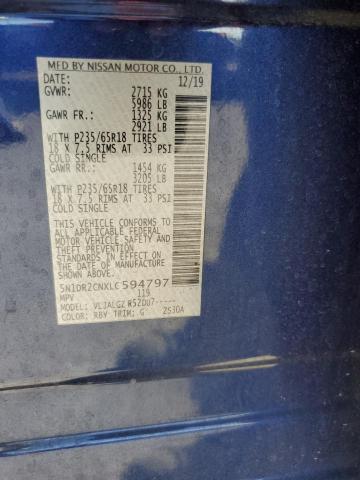 MFD BY NISSAN MOTOR CO., LTD.
DATE: 12/19
GVWR: 2715 KG
5986 LB
GAWR FR.: 1325 KG
2921 LB
WITH P235/65R18 TIRES
18 X 7.5 RIMS AT 33 PSI
COLD SINGLE
GAWR RR.: 1454 KG
3205 LB
WITH P235/65R18 TIRES
18 X 7.5 RIMS AT 33 PSI
COLD SINGLE
THIS VEHICLE CONFORMS TO
ALL APPLICABLE FEDERAL
MOTOR VEHICLE SAFETY
STANDARDS IN EFFECT ON
THE DATE OF MANUFACTURE
SHOWN ABOVE.
5N1DR2CNXLC594797
MPV 119
R52DU7-----
COLOR: RBY TRIM: G 2S30A